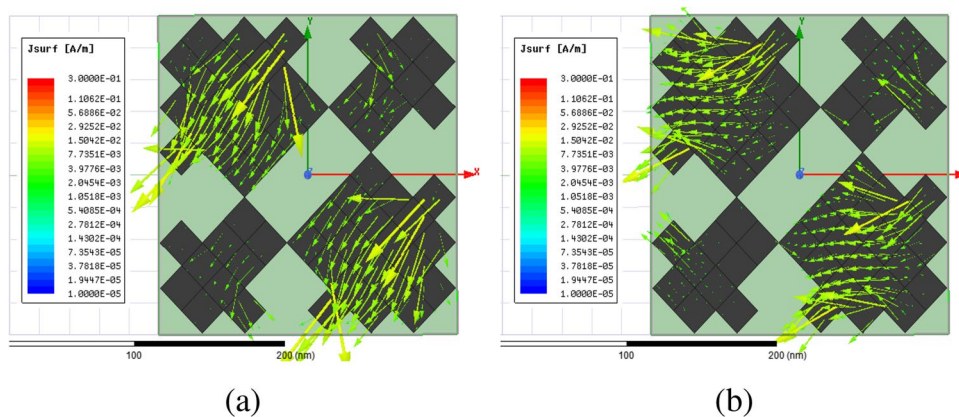 Jsurf [A/m]
3.0000E-01
1.1062E-01
5.6886E-02
2.9252E-02
1.5042E-02
7.7351E-03
3.9776E-03
2.0454E-03
1.0518E-03
5.4085E-04
2.7812E-04
1.4302E-04
7.3543E-05
3.7818E-05
1.9447E-05
1.0000E-05
Y
X
100
200 (nm)
(a)
Jsurf [A/m]
3.0000E-01
1.1062E-01
5.6886E-02
2.9252E-02
1.5042E-02
7.7351E-03
3.9776E-03
2.0454E-03
1.0518E-03
5.4085E-04
2.7812E-04
1.4302E-04
7.3543E-05
3.7818E-05
1.9447E-05
1.0000E-05
Y
100
200 (nm)
(b)